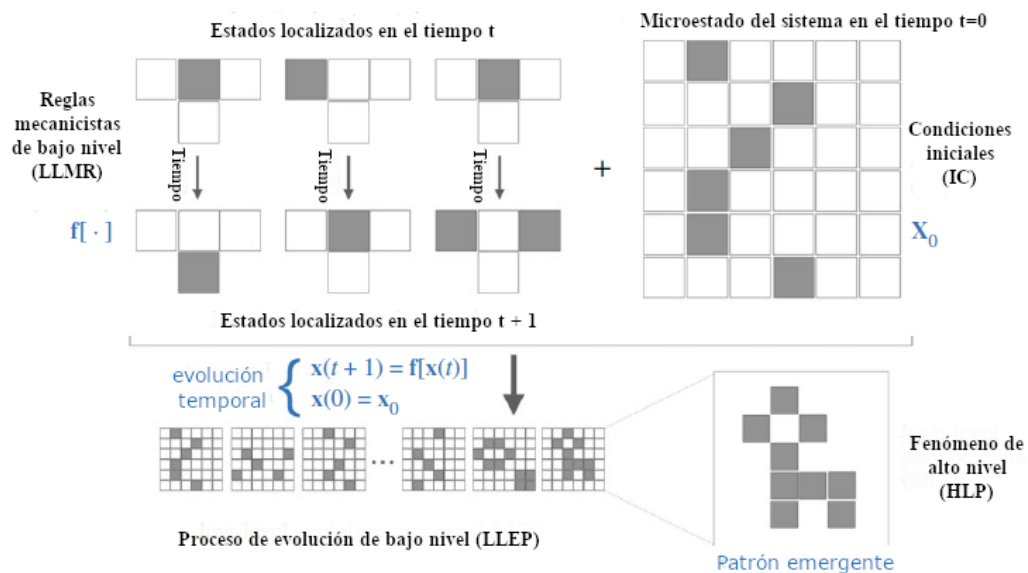 Estados localizados en el tiempo t
Microestado del sistema en el tiempo t=0
Reglas
mecanicistas
de bajo nivel
(LLMR)
Tiempo
Tiempo
Tiempo
+
Condiciones
iniciales
(IC)
f[ · ]
X₀
Estados localizados en el tiempo t + 1
evolución
temporal
{
x(t + 1) = f[x(t)]
x(0) = x₀
...
Fenómeno de
alto nivel
(HLP)
Proceso de evolución de bajo nivel (LLEP)
Patrón emergente